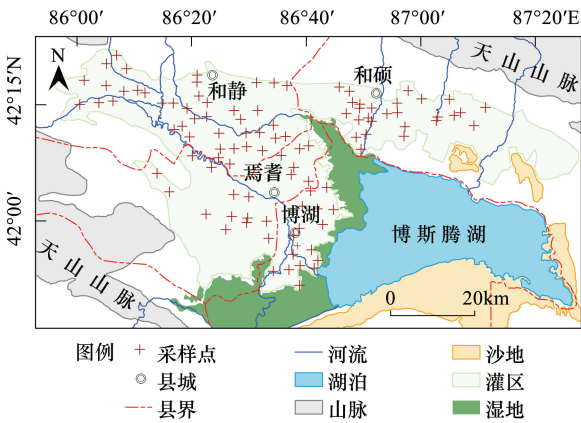 86°00′ 86°20′ 86°40′ 87°00′ 87°20′E
42°15′N
42°00′
N
天山山脉
和静
和硕
焉耆
博湖
博斯腾湖
天山山脉
0 20km
图例 采样点 河流 沙地
县城 湖泊 灌区
县界 山脉 湿地